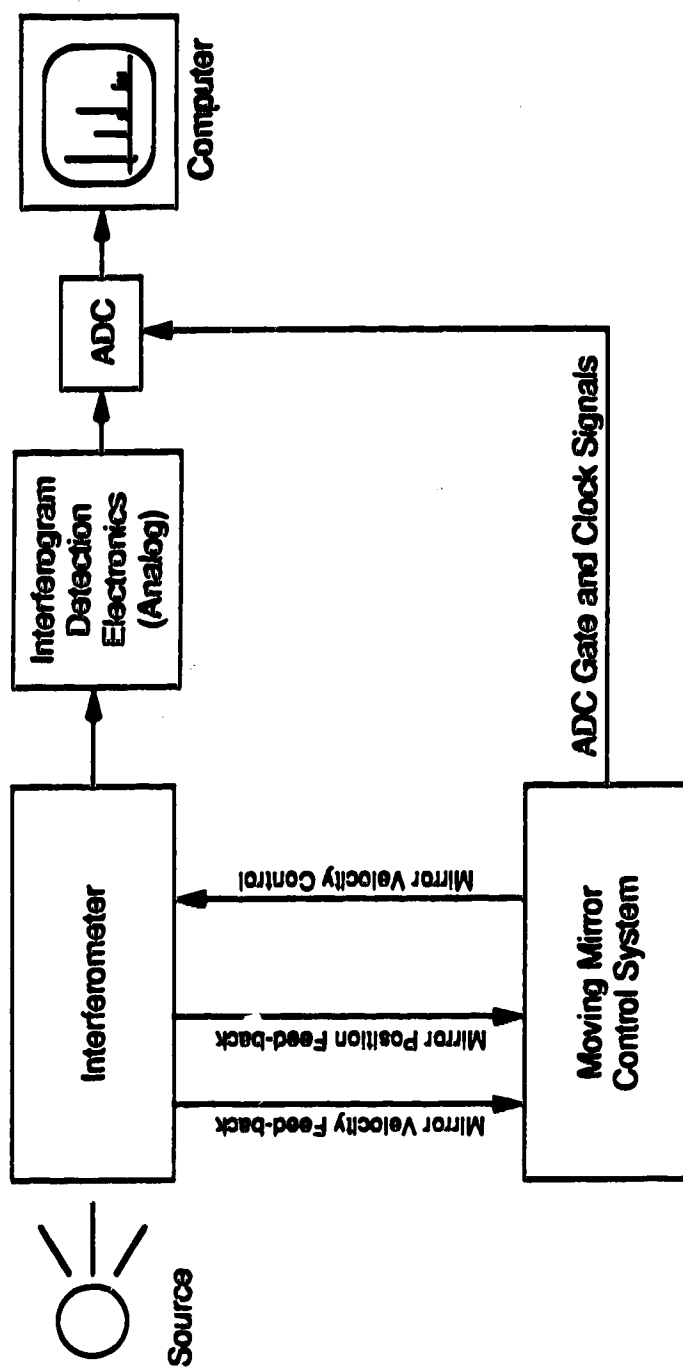 Source
Interferometer
Interferogram
Detection
Electronics
(Analog)
ADC
Computer
Mirror Velocity Feed-back
Mirror Position Feed-back
Mirror Velocity Control
Moving Mirror
Control System
ADC Gate and Clock Signals